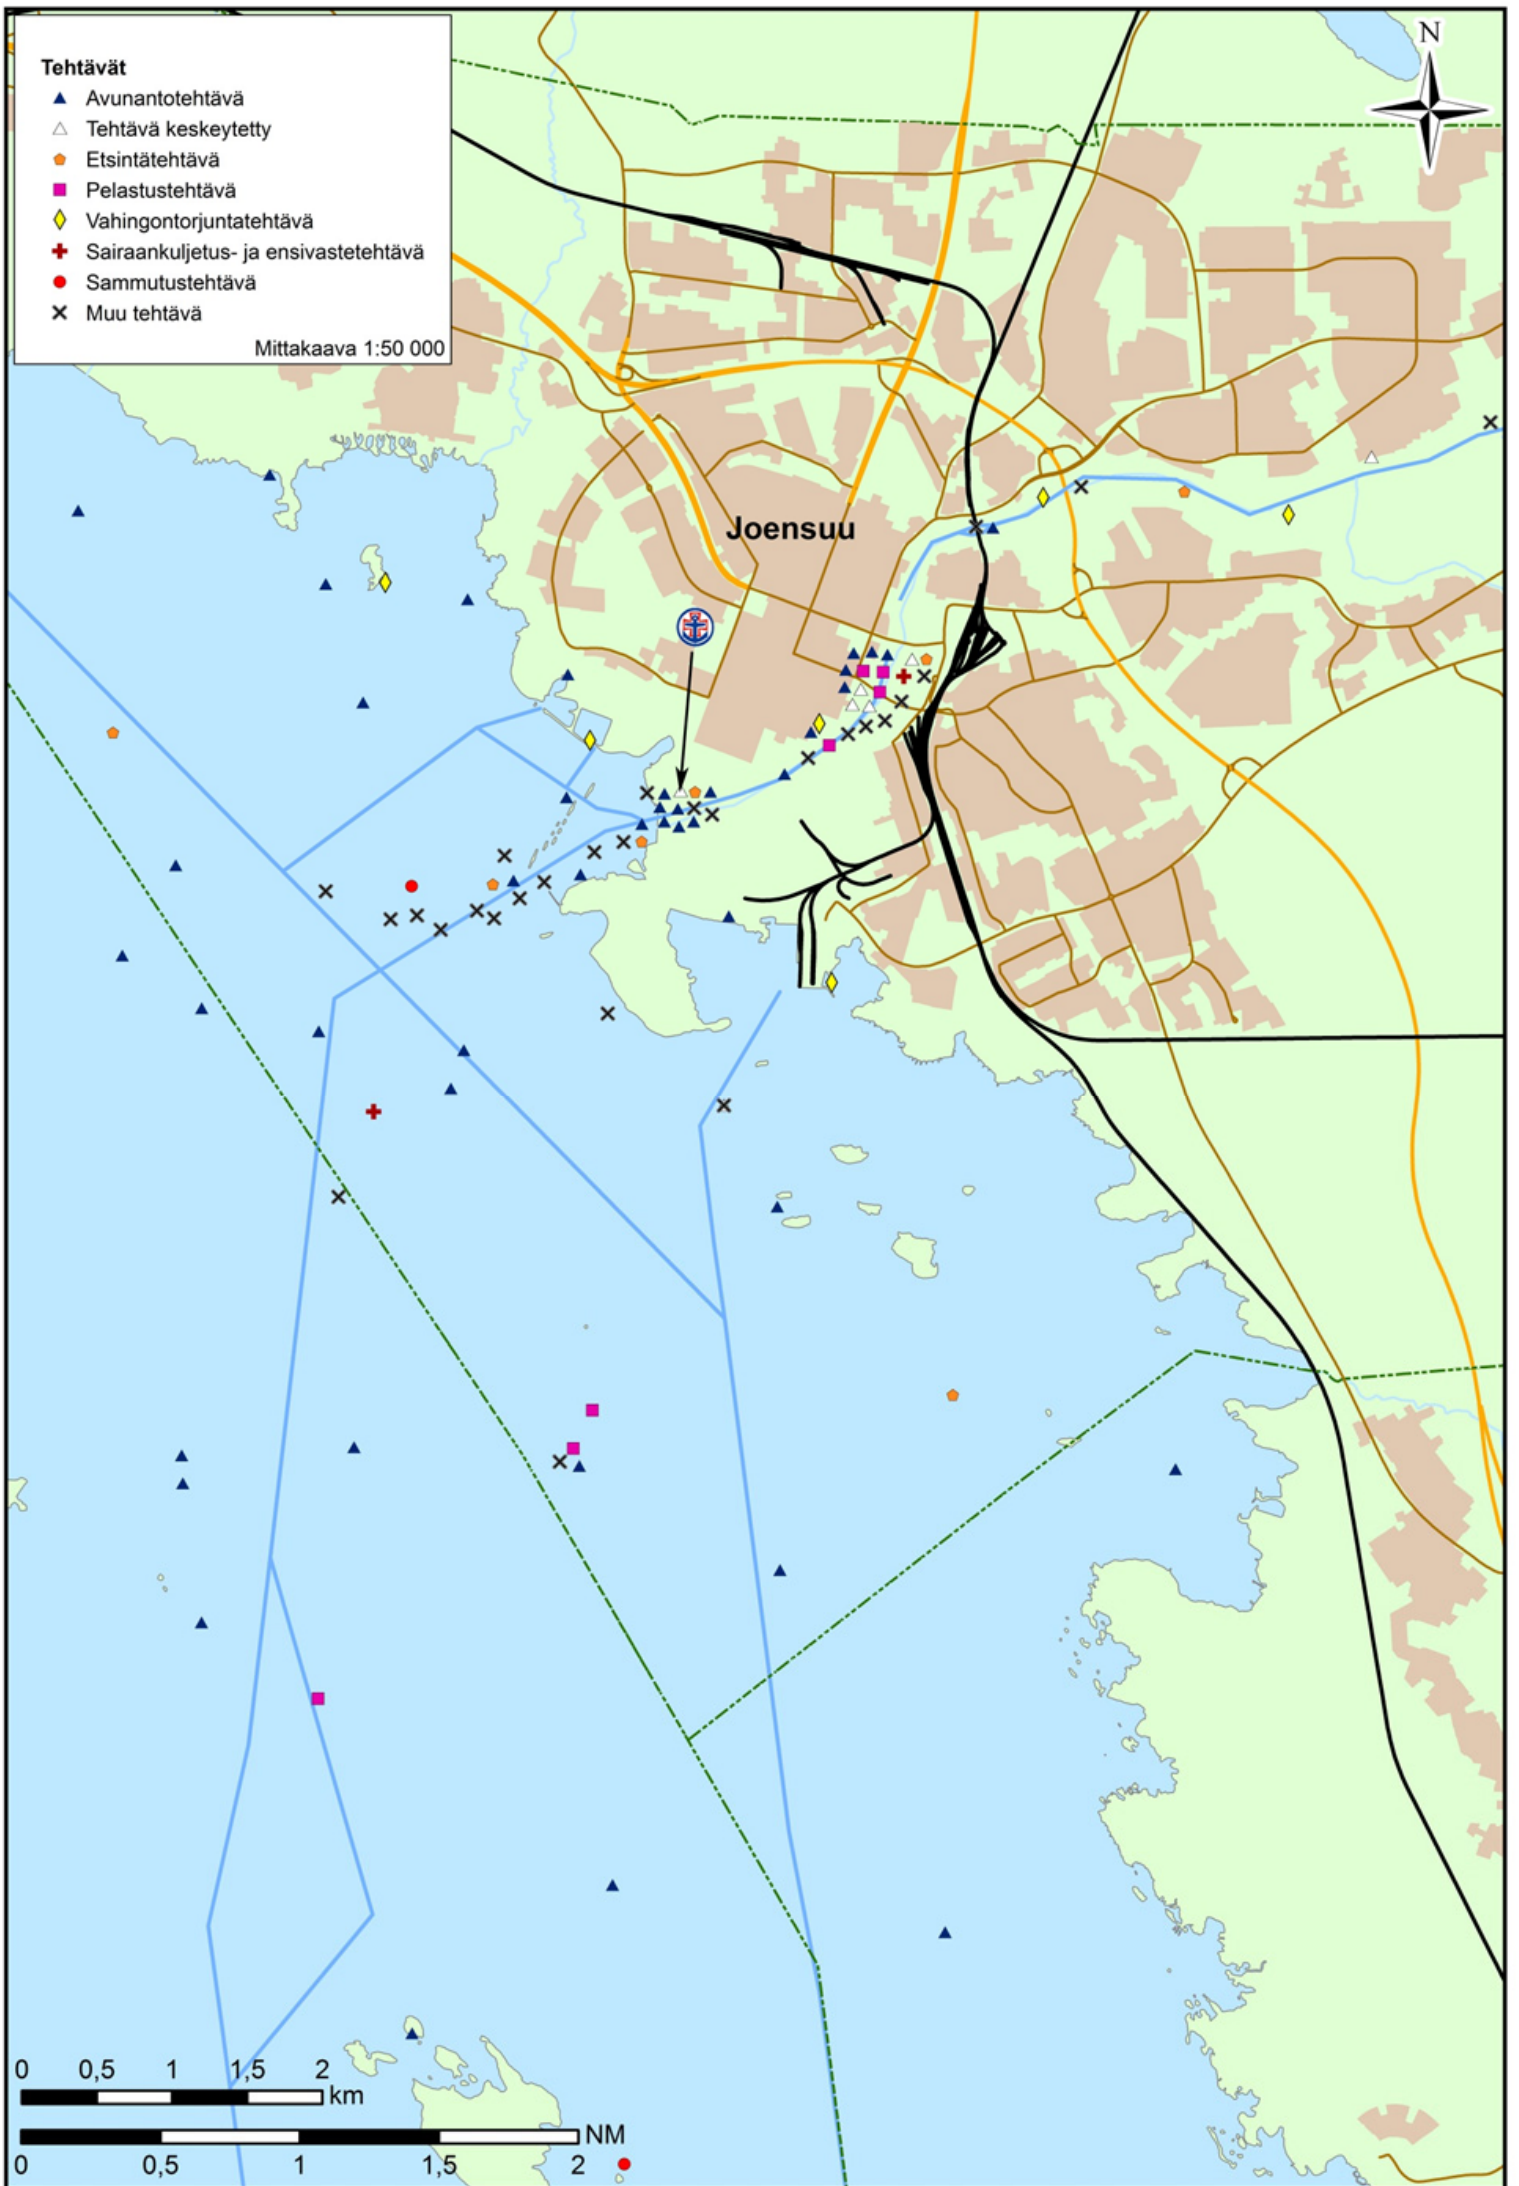 N
Tehtävät
Avunantotehtävä
Tehtävä keskeytetty
Etsintätehtävä
Pelastustehtävä
Vahingontorjuntatehtävä
Sairaankuljetus- ja ensivastetehtävä
Sammutustehtävä
Muu tehtävä
Mittakaava 1:50 000
Joensuu
0 0,5 1 1,5 2
km
NM
0 0,5 1 1,5 2